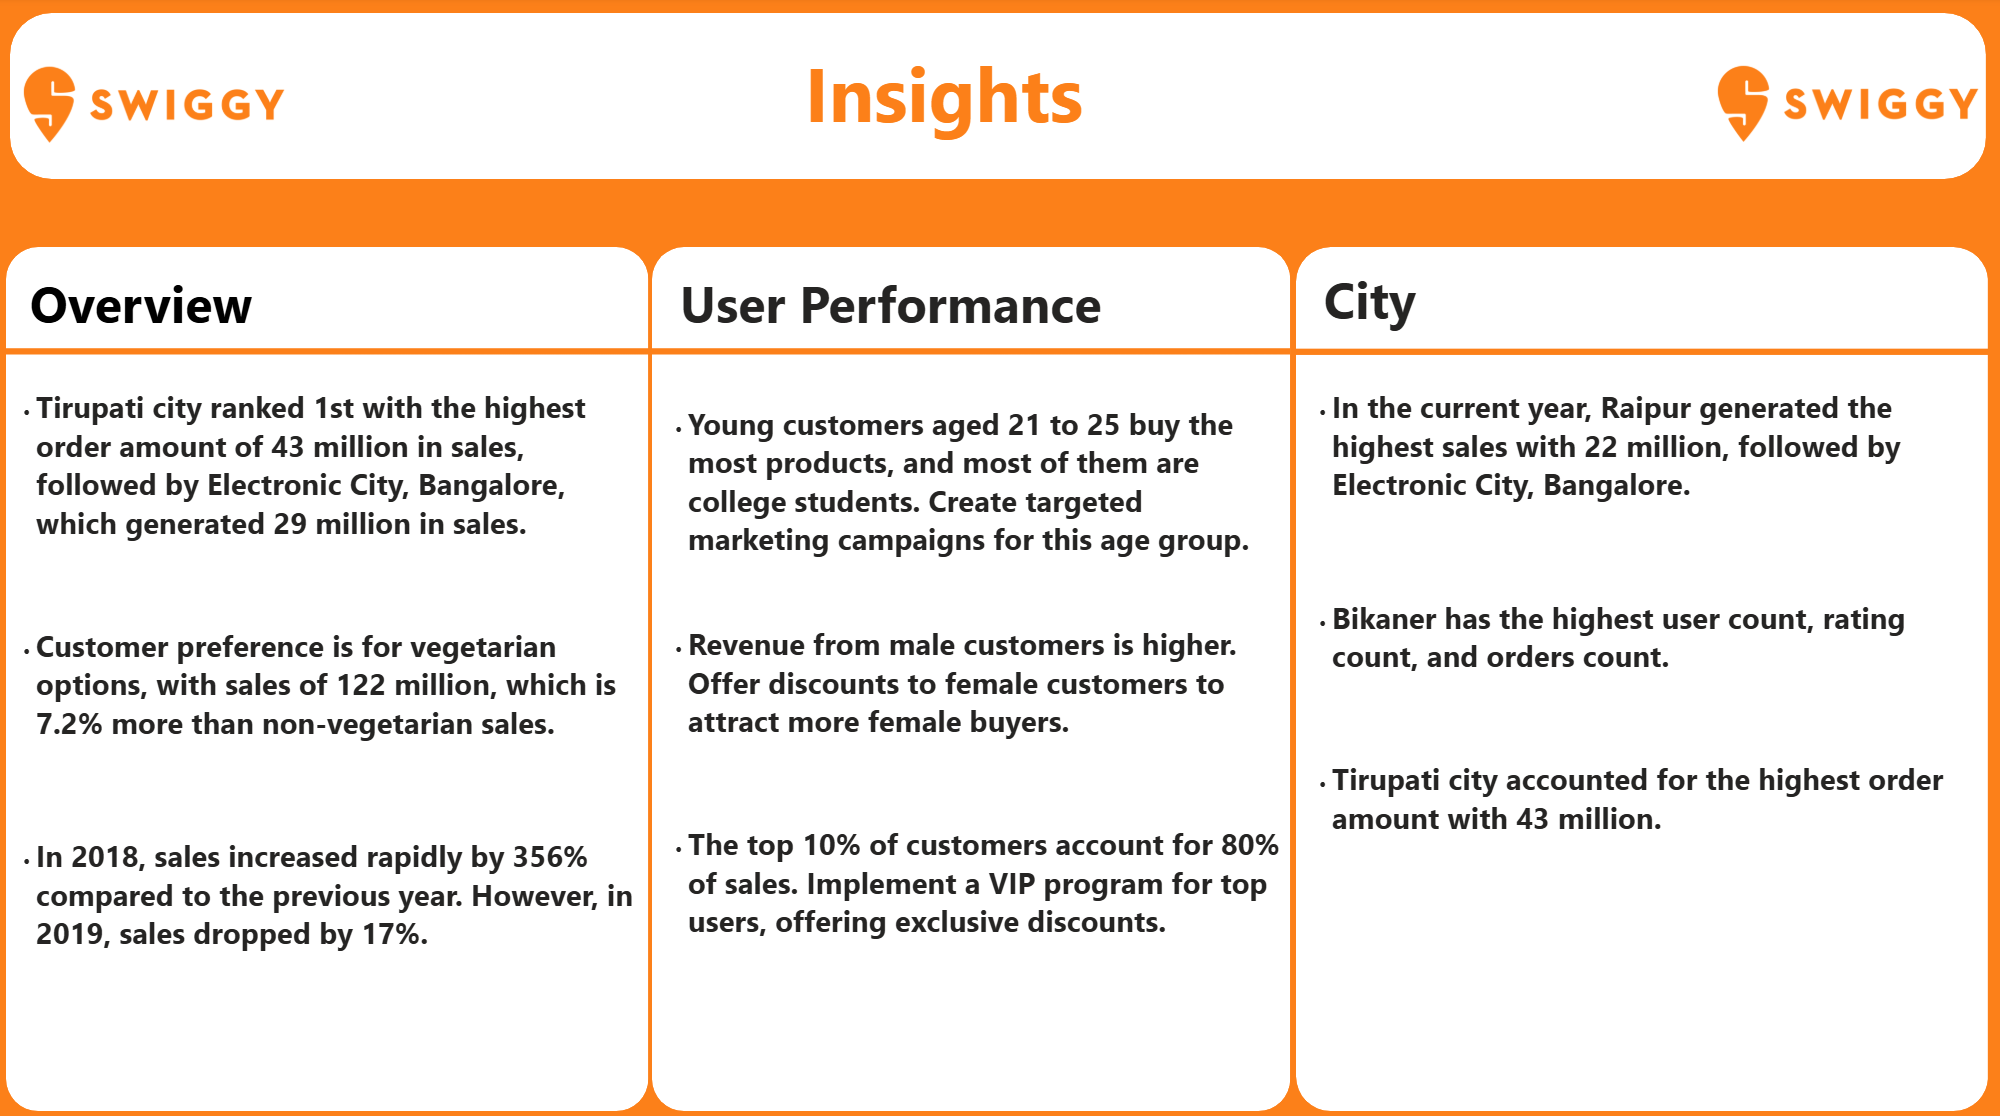 SWIGGY
Insights
SWIGGY
Overview
• Tirupati city ranked 1st with the highest
order amount of 43 million in sales,
followed by Electronic City, Bangalore,
which generated 29 million in sales.
• Customer preference is for vegetarian
options, with sales of 122 million, which is
7.2% more than non-vegetarian sales.
• In 2018, sales increased rapidly by 356%
compared to the previous year. However, in
2019, sales dropped by 17%.
User Performance
• Young customers aged 21 to 25 buy the
most products, and most of them are
college students. Create targeted
marketing campaigns for this age group.
• Revenue from male customers is higher.
Offer discounts to female customers to
attract more female buyers.
• The top 10% of customers account for 80%
of sales. Implement a VIP program for top
users, offering exclusive discounts.
City
• In the current year, Raipur generated the
highest sales with 22 million, followed by
Electronic City, Bangalore.
• Bikaner has the highest user count, rating
count, and orders count.
• Tirupati city accounted for the highest order
amount with 43 million.